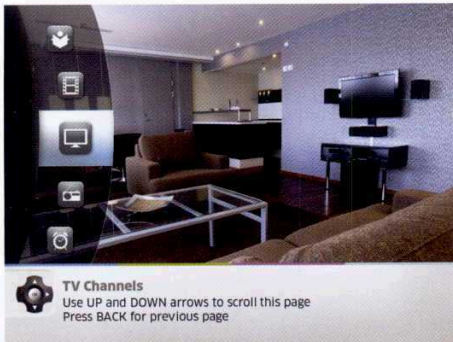 TV Channels
Use UP and DOWN arrows to scroll this page
Press BACK for previous page